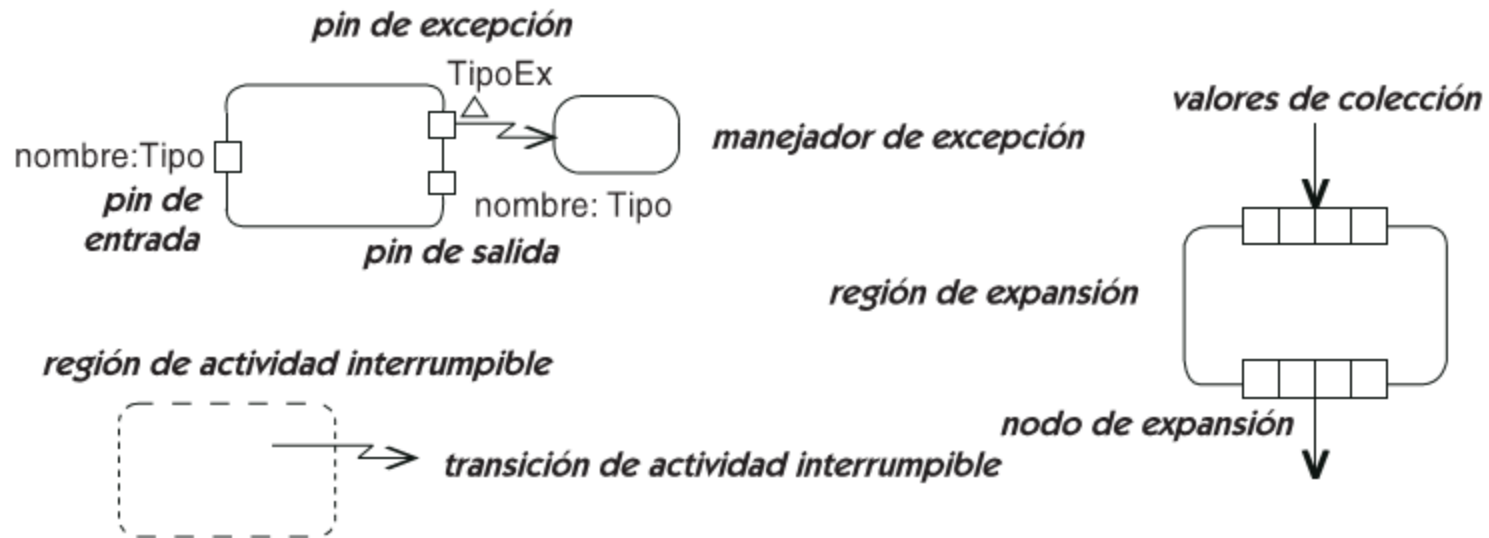 pin de excepción
TipoEx
nombre:Tipo
pin de
entrada
manejador de excepción
nombre: Tipo
pin de salida
valores de colección
región de expansión
nodo de expansión
región de actividad interrumpible
transición de actividad interrumpible